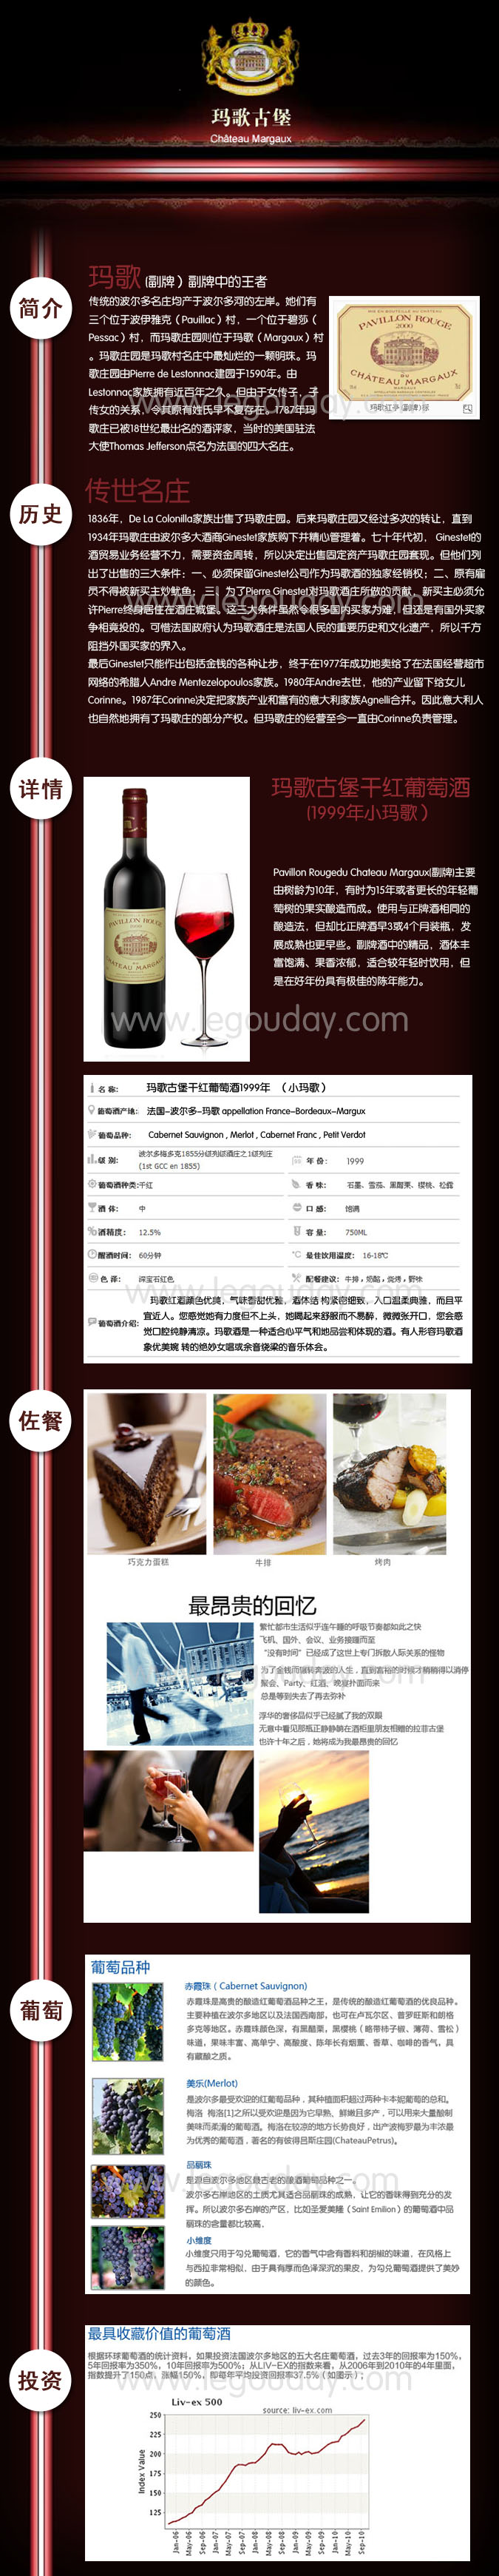 玛歌古堡
Château Margaux
简介
玛歌(副牌）副牌中的王者
传统的波尔多名庄均产于波尔多河的左岸。她们有
三个位于波伊雅克（Pauillac）村，一个位于碧莎（
Pessac）村，而玛歌庄园则位于玛歌（Margaux）村
。玛歌庄园是玛歌村名庄中最灿烂的一颗明珠。玛
歌庄园由Pierre de Lestonnac建园于1590年。由
Lestonnac家族拥有近百年之久。但由于女传子，子
传女的关系，令其原有姓氏早不复存在。1787年玛
歌庄已被18世纪最出名的酒评家，当时的美国驻法
大使Thomas Jefferson点名为法国的四大名庄。
PAVILLON ROUGE
2000
CHÂTEAU MARGAUX
玛歌红亭(副牌)标
www.legouday.com
历史
传世名庄
1836年，De La Colonilla家族出售了玛歌庄园。后来玛歌庄园又经过多次的转让，直到
1934年玛歌庄由波尔多大酒商Ginestet家族购下并精心管理着。七十年代初， Ginestet的
酒贸易业务经营不力，需要资金周转，所以决定出售固定资产玛歌庄园套现。但他们列
出了出售的三大条件：一、必须保留Ginestet公司作为玛歌酒的独家经销权；二、原有雇
员不得被新买主炒鱿鱼；三、为了Pierre Ginestet对玛歌酒庄所做的贡献，新买主必须允
许Pierre终身居住在酒庄城堡。这三大条件虽然令很多国内买家为难，但还是有国外买家
争相竞投的。可惜法国政府认为玛歌酒庄是法国人民的重要历史和文化遗产，所以千方
阻挡外国买家的界入。
最后Ginestet只能作出包括金钱的各种让步，终于在1977年成功地卖给了在法国经营超市
网络的希腊人Andre Mentezelopoulos家族。1980年Andre去世，他的产业留下给女儿
Corinne。1987年Corinne决定把家族产业和富有的意大利家族Agnelli合并。因此意大利人
也自然地拥有了玛歌庄的部分产权。但玛歌庄的经营至今一直由Corinne负责管理。
www.legouday.com
详情
玛歌古堡干红葡萄酒
(1999年小玛歌）
Pavillon Rougedu Chateau Margaux(副牌)主要
由树龄为10年，有时为15年或者更长的年轻葡
萄树的果实酿造而成。使用与正牌酒相同的
酿造法，但却比正牌酒早3或4个月装瓶，发
展成熟也更早些。副牌酒中的精品，酒体丰
富饱满、果香浓郁，适合较年轻时饮用，但
是在好年份具有极佳的陈年能力。
PAVILLON ROUGE
CHÂTEAU MARGAUX
www.legouday.com
名 称: 玛歌古堡干红葡萄酒1999年 （小玛歌）
葡萄酒产地: 法国-波尔多-玛歌 appellation France-Bordeaux-Margux
葡萄品种: Cabernet Sauvignon , Merlot , Cabernet Franc , Petit Verdot
级 别: 波尔多梅多克1855分级列级酒庄之1级列庄
(1st GCC en 1855)
年 份: 1999
葡萄酒种类:干红
香 味: 石墨、雪茄、黑醋栗、樱桃、松露
酒 体: 中
口 感: 饱满
酒精度: 12.5%
容 量: 750ML
醒酒时间: 60分钟
最佳饮用温度: 16-18℃
色 泽: 深宝石红色
配餐建议: 牛排，奶酪，烧烤，野味
葡萄酒介绍:
玛歌红酒颜色优美，气味香甜优雅，酒体结 构紧密细致，入口温柔典雅，而且平
宜近人。您感觉她有力度但不上头，她喝起来舒服而不易醉，微微张开口，您会感
觉口腔纯静清凉。玛歌酒是一种适合心平气和地品尝和体现的酒。有人形容玛歌酒
象优美婉 转的绝妙女唱或余音绕梁的音乐体会。
www.legouday.com
佐餐
巧克力蛋糕
牛排
烤肉
最昂贵的回忆
繁忙都市生活似乎连午睡的呼吸节奏都如此之快
飞机、国外、会议、业务接踵而至
“没有时间”已经成了这世上专门拆散人际关系的怪物
为了金钱而辗转奔波的人生，直到富裕的时候才稍稍得以消停
聚会、Party、红酒、晚宴扑面而来
总是等到失去了再去弥补
浮华的奢侈品似乎已经腻了我的双眼
无意中看见那瓶正静静躺在酒柜里朋友相赠的拉菲古堡
也许十年之后，她将成为我最昂贵的回忆
葡萄
葡萄品种
赤霞珠（Cabernet Sauvignon)
赤霞珠是高贵的酿造红葡萄酒品种之王，是传统的酿造红葡萄酒的优良品种。
主要种植在波尔多地区以及法国西南部，也可在卢瓦尔区、普罗旺斯和朗格
多克等地区。赤霞珠颜色深，有黑醋栗，黑樱桃（略带柿子椒、薄荷、雪松）
味道，果味丰富、高单宁、高酸度、陈年长有烟熏、香草、咖啡的香气，具
有藏酿之质。
美乐(Merlot)
是波尔多最受欢迎的红葡萄品种，其种植面积超过两种卡本妮葡萄的总和。
梅洛 梅洛[1]之所以受欢迎是因为它早熟、鲜嫩且多产，可以用来大量酿制
美味而柔滑的葡萄酒。梅洛在较凉的地方长势良好，出产波梅罗最为丰浓最
为优秀的葡萄酒，著名的有彼得吕斯庄园(ChateauPetrus)。
品丽珠
是源自波尔多地区最古老的酿酒葡萄品种之一。
波尔多右岸地区的土质尤其适合品丽珠的成熟，让它的香味得到充分的发
挥。所以波尔多右岸的产区，比如圣爱美隆（Saint Emilion）的葡萄酒中品
丽珠的含量都比较高．
小维度
小维度只用于勾兑葡萄酒，它的香气中含有香料和胡椒的味道，在风格上
与西拉非常相似，由于具有厚而色泽深沉的果皮，为勾兑葡萄酒提供了美妙
的颜色。
投资
最具收藏价值的葡萄酒
根据环球葡萄酒的统计资料，如果投资法国波尔多地区的五大名庄葡萄酒，过去3年的回报率为150%，
5年回报率为350%，10年回报率为500%；从LIV-EX的指数来看，从2006年到2010年的4年里面，
指数提升了150点，涨幅150%，即每年平均投资回报率37.5%（如图示）；
www.legouday.com
Liv-ex 500
source: liv-ex.com
Index Value
250
225
200
175
150
125
Jan-06
May-06
Sep-06
Jan-07
May-07
Sep-07
Jan-08
May-08
Sep-08
Jan-09
May-09
Sep-09
Jan-10
May-10
Sep-10